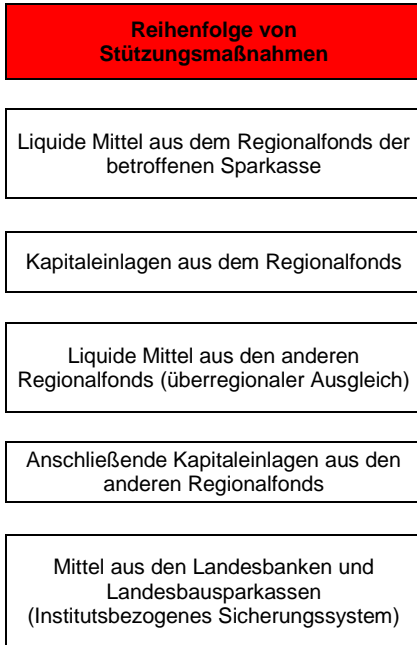 Reihenfolge von
Stützungsmaßnahmen
Liquide Mittel aus dem Regionalfonds der
betroffenen Sparkasse
Kapitaleinlagen aus dem Regionalfonds
Liquide Mittel aus den anderen
Regionalfonds (überregionaler Ausgleich)
Anschließende Kapitaleinlagen aus den
anderen Regionalfonds
Mittel aus den Landesbanken und
Landesbausparkassen
(Institutsbezogenes Sicherungssystem)